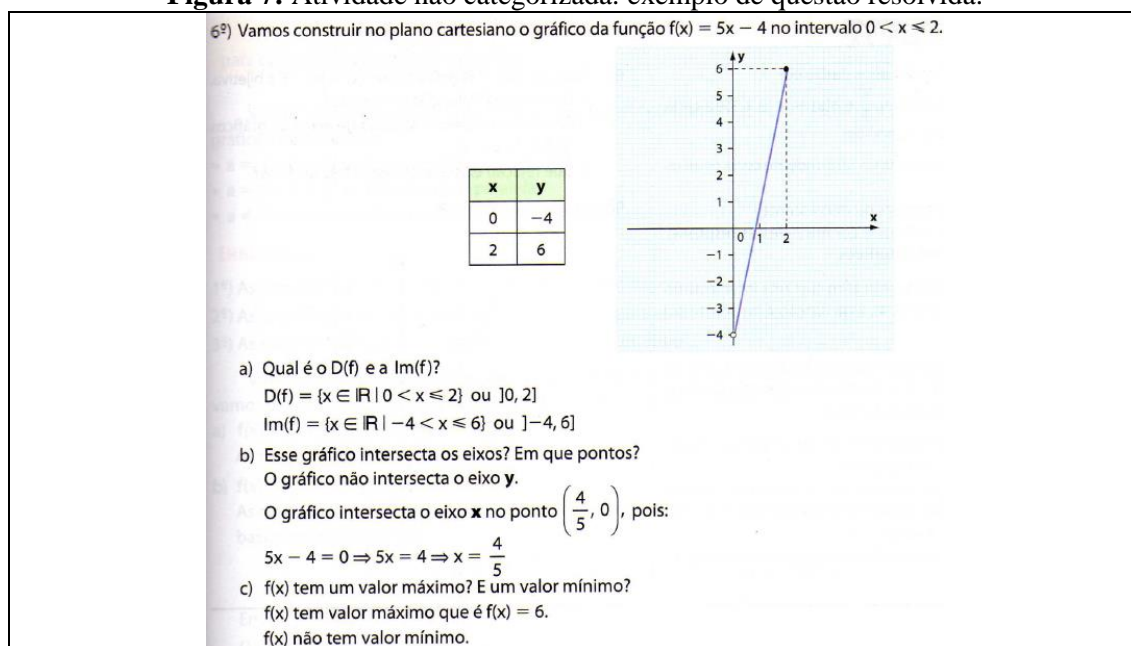 Figura 7: Atividade não categorizada: exemplo de questão resolvida.
6º) Vamos construir no plano cartesiano o gráfico da função f(x) = 5x − 4 no intervalo 0 < x ⩽ 2.
x y
0 −4
2 6
y
6
5
4
3
2
1
x
0 1 2
−1
−2
−3
−4
a) Qual é o D(f) e a Im(f)?
D(f) = {x ∈ ℝ | 0 < x ⩽ 2} ou ]0, 2]
Im(f) = {x ∈ ℝ | −4 < x ⩽ 6} ou ]−4, 6]
b) Esse gráfico intersecta os eixos? Em que pontos?
O gráfico não intersecta o eixo y.
O gráfico intersecta o eixo x no ponto (4/5, 0), pois:
5x − 4 = 0 ⇒ 5x = 4 ⇒ x = 4/5
c) f(x) tem um valor máximo? E um valor mínimo?
f(x) tem valor máximo que é f(x) = 6.
f(x) não tem valor mínimo.